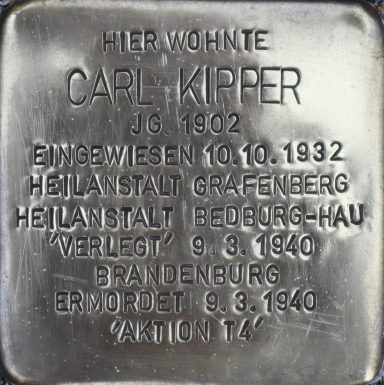 HIER WOHNTE
CARL KIPPER
JG. 1902
EINGEWIESEN 10.10.1932
HEILANSTALT GRAFENBERG
HEILANSTALT BEDBURG-HAU
'VERLEGT' 9.3.1940
BRANDENBURG
ERMORDET 9.3.1940
'AKTION T4'